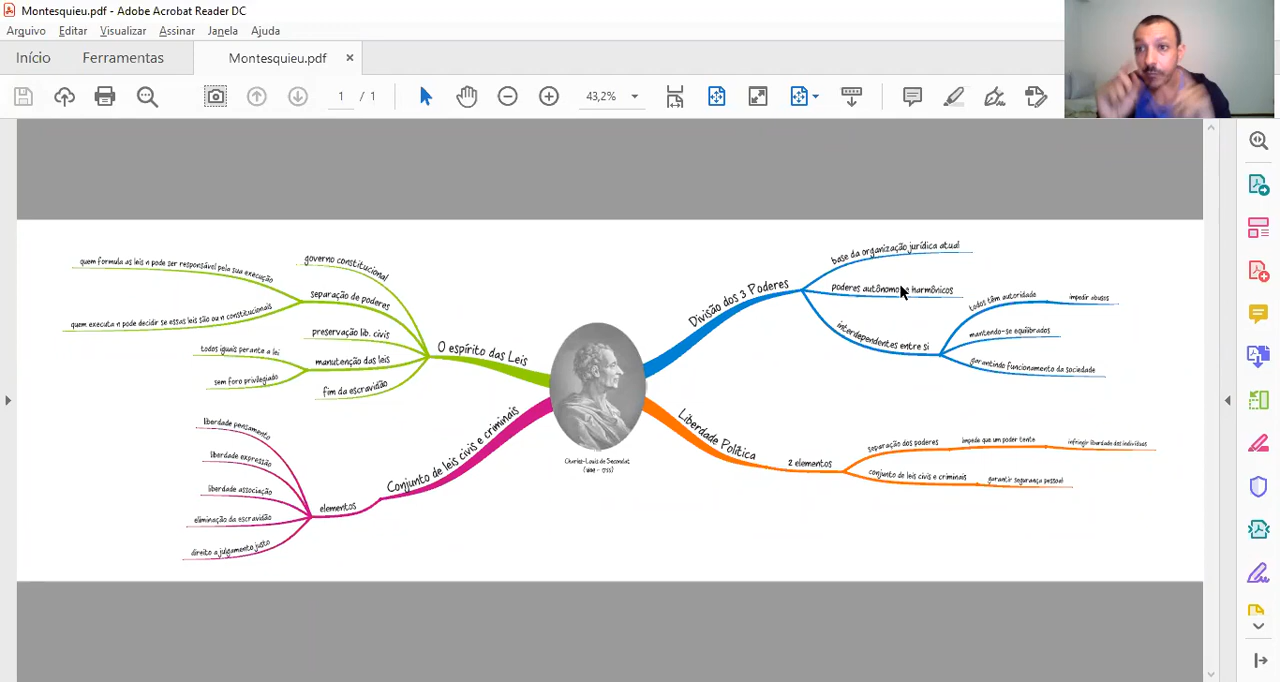 Montesquieu.pdf - Adobe Acrobat Reader DC
Arquivo Editar Visualizar Assinar Janela Ajuda
Início Ferramentas Montesquieu.pdf ×
1 / 1 43,2%
quem formula as leis n pode ser responsável pela sua execução
quem executa n pode decidir se essas leis são ou n constitucionais
governo constitucional
separação de poderes
preservação lib. civis
todos iguais perante a lei
sem foro privilegiado
manutenção das leis
fim da escravidão
O espírito das Leis
liberdade pensamento
liberdade expressão
liberdade associação
eliminação da escravidão
direito a julgamento justo
elementos
Conjunto de leis civis e criminais
Charles-Louis de Secondat
Divisão dos 3 Poderes
base da organização jurídica atual
poderes autônomos e harmônicos
interdependentes entre si
todos têm autoridade
impedir abusos
mantendo-se equilibrados
garantindo funcionamento da sociedade
Liberdade Política
2 elementos
separação dos poderes
impede que um poder tente
infringir liberdade dos indivíduos
conjunto de leis civis e criminais
garantir segurança pessoal